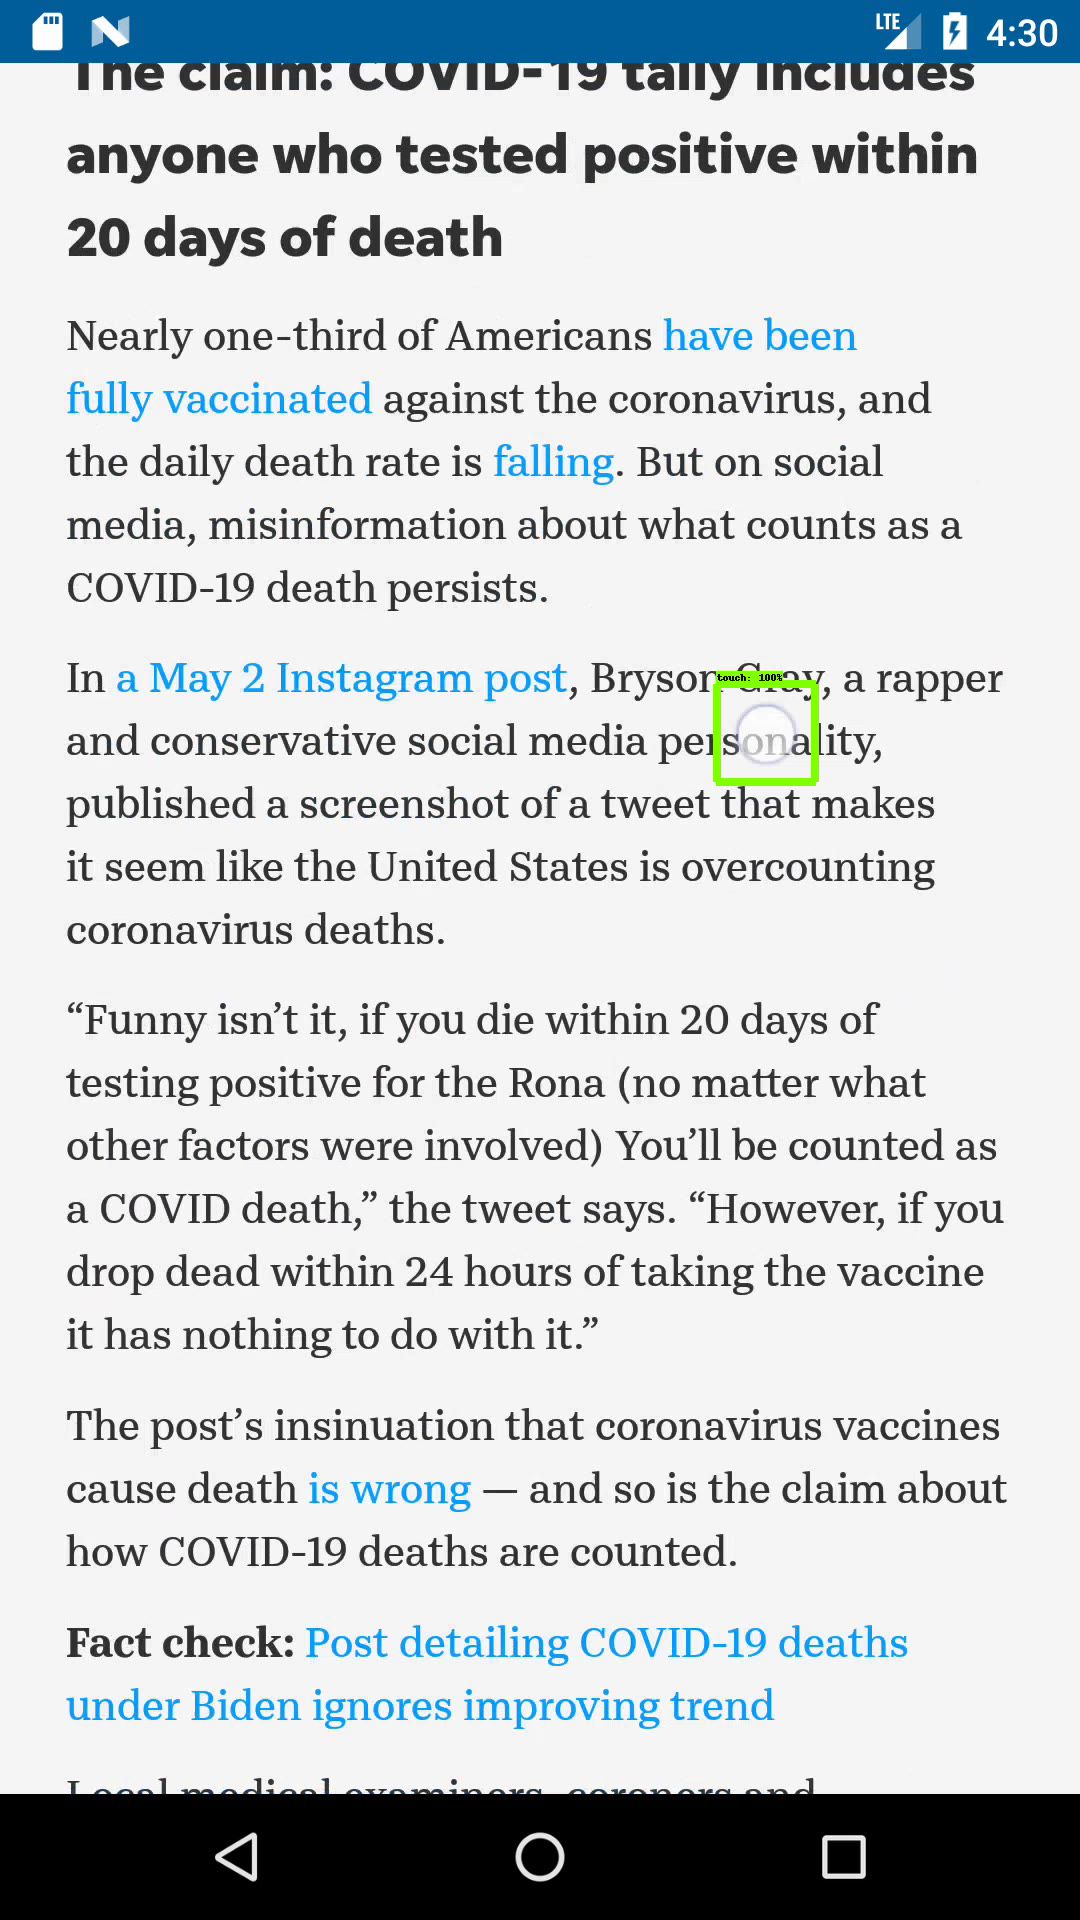 LTE 4:30
The claim: COVID-19 tally includes
anyone who tested positive within
20 days of death
Nearly one-third of Americans have been
fully vaccinated against the coronavirus, and
the daily death rate is falling. But on social
media, misinformation about what counts as a
COVID-19 death persists.
In a May 2 Instagram post, Bryson Gray, a rapper
touch: 100%
and conservative social media personality,
published a screenshot of a tweet that makes
it seem like the United States is overcounting
coronavirus deaths.
“Funny isn’t it, if you die within 20 days of
testing positive for the Rona (no matter what
other factors were involved) You’ll be counted as
a COVID death,” the tweet says. “However, if you
drop dead within 24 hours of taking the vaccine
it has nothing to do with it.”
The post’s insinuation that coronavirus vaccines
cause death is wrong — and so is the claim about
how COVID-19 deaths are counted.
Fact check: Post detailing COVID-19 deaths
under Biden ignores improving trend
Local medical examiners, coroners and